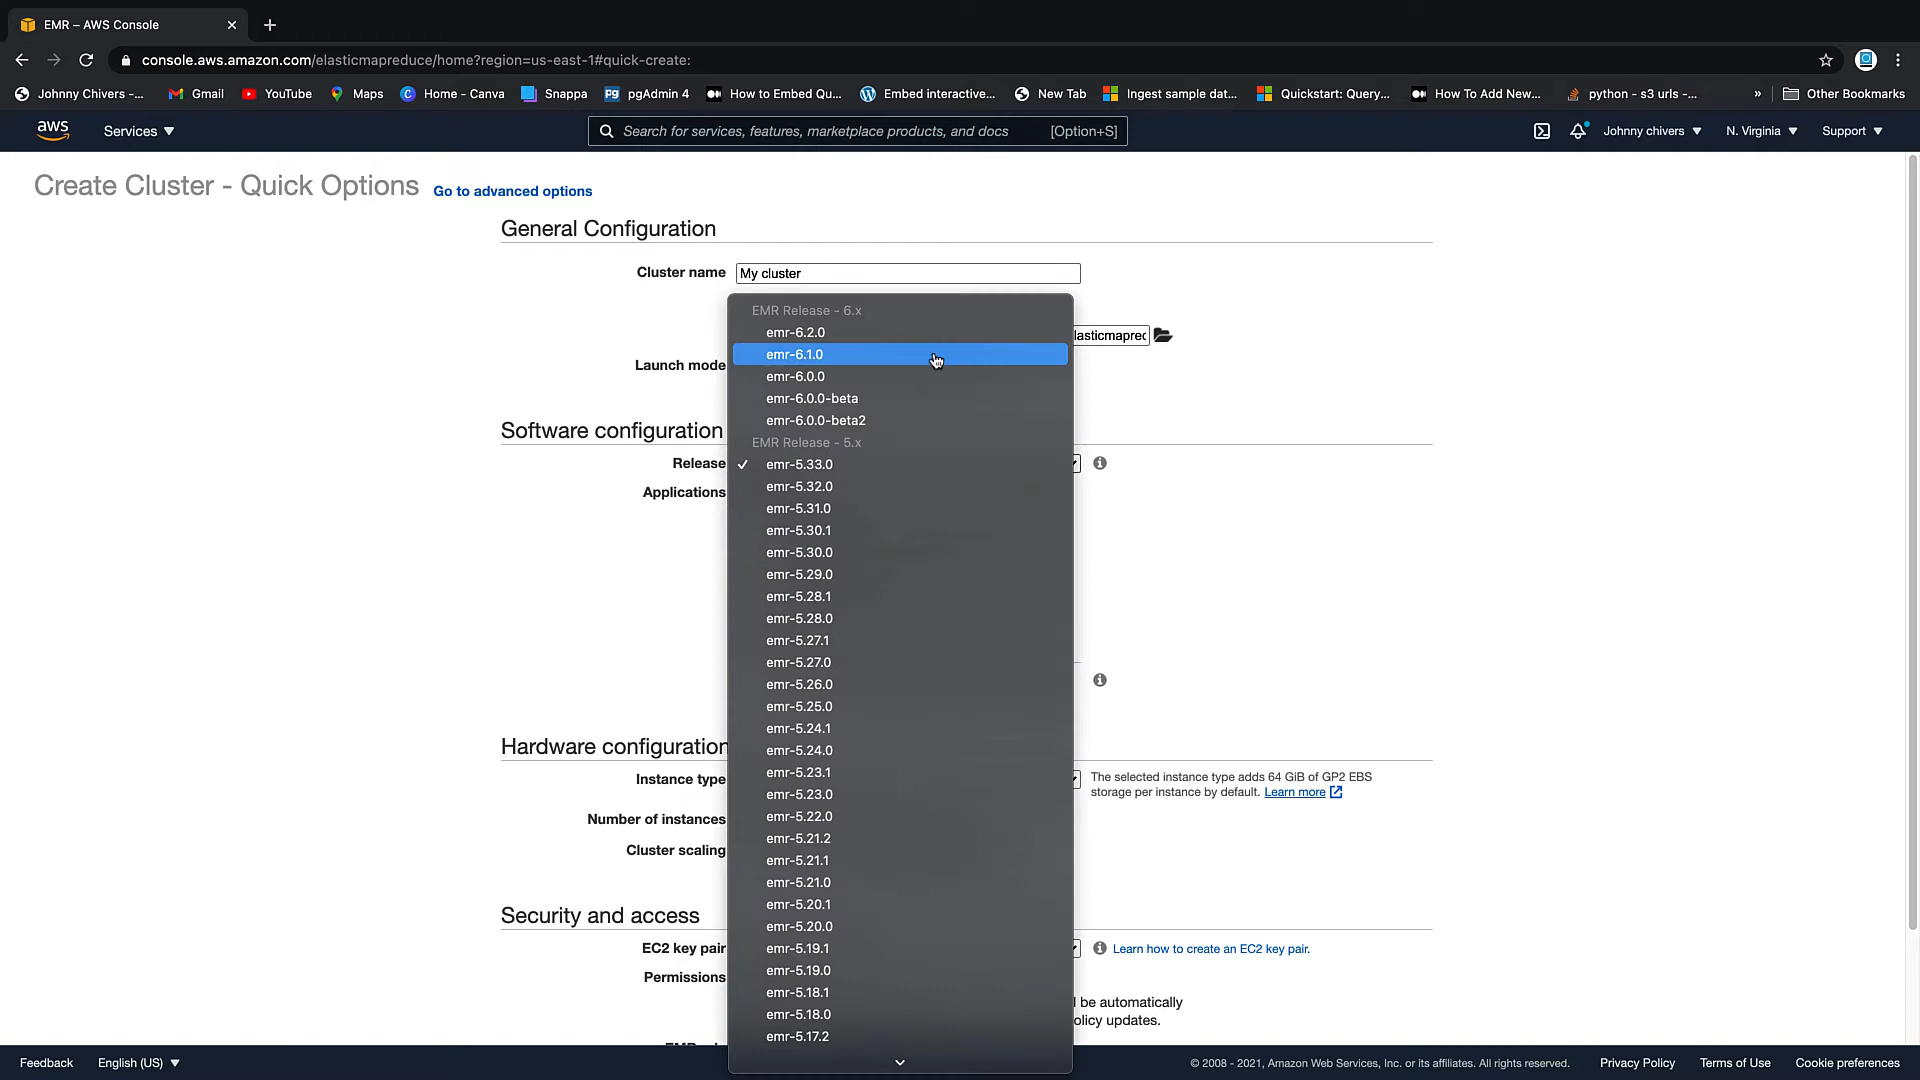 EMR – AWS Console
console.aws.amazon.com/elasticmapreduce/home?region=us-east-1#quick-create:
Johnny Chivers -... Gmail YouTube Maps Home - Canva Snappa pgAdmin 4 How to Embed Qu... Embed interactive... New Tab Ingest sample dat... Quickstart: Query... How To Add New... python - s3 urls -... » Other Bookmarks
aws Services Search for services, features, marketplace products, and docs [Option+S] Johnny chivers N. Virginia Support
Create Cluster - Quick Options Go to advanced options
General Configuration
Cluster name My cluster
EMR Release - 6.x
emr-6.2.0
lasticmaprec
emr-6.1.0
Launch mode
emr-6.0.0
emr-6.0.0-beta
emr-6.0.0-beta2
Software configuration
EMR Release - 5.x
Release ✓ emr-5.33.0
emr-5.32.0
Applications
emr-5.31.0
emr-5.30.1
emr-5.30.0
emr-5.29.0
emr-5.28.1
emr-5.28.0
emr-5.27.1
emr-5.27.0
emr-5.26.0
emr-5.25.0
emr-5.24.1
emr-5.24.0
Hardware configuration
emr-5.23.1
Instance type The selected instance type adds 64 GiB of GP2 EBS
storage per instance by default. Learn more
emr-5.23.0
emr-5.22.0
Number of instances
emr-5.21.2
Cluster scaling
emr-5.21.1
emr-5.21.0
emr-5.20.1
Security and access
emr-5.20.0
EC2 key pair emr-5.19.1 Learn how to create an EC2 key pair.
emr-5.19.0
Permissions
emr-5.18.1
l be automatically
emr-5.18.0
olicy updates.
emr-5.17.2
Feedback English (US) © 2008 - 2021, Amazon Web Services, Inc. or its affiliates. All rights reserved. Privacy Policy Terms of Use Cookie preferences